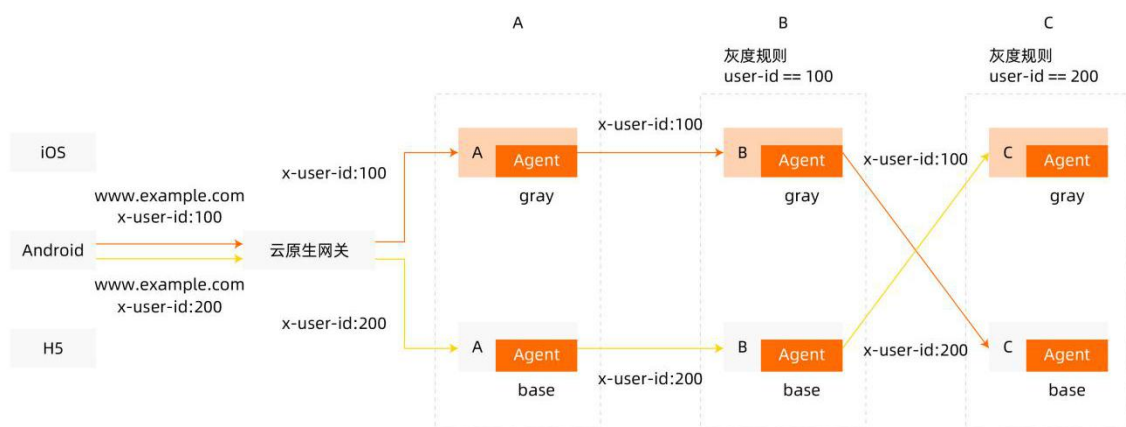 A
B
C
灰度规则
user-id == 100
灰度规则
user-id == 200
iOS
Android
H5
www.example.com
x-user-id:100
www.example.com
x-user-id:200
云原生网关
x-user-id:100
x-user-id:200
A
Agent
gray
x-user-id:100
B
Agent
gray
x-user-id:100
C
Agent
gray
A
Agent
base
x-user-id:200
B
Agent
base
x-user-id:200
C
Agent
base